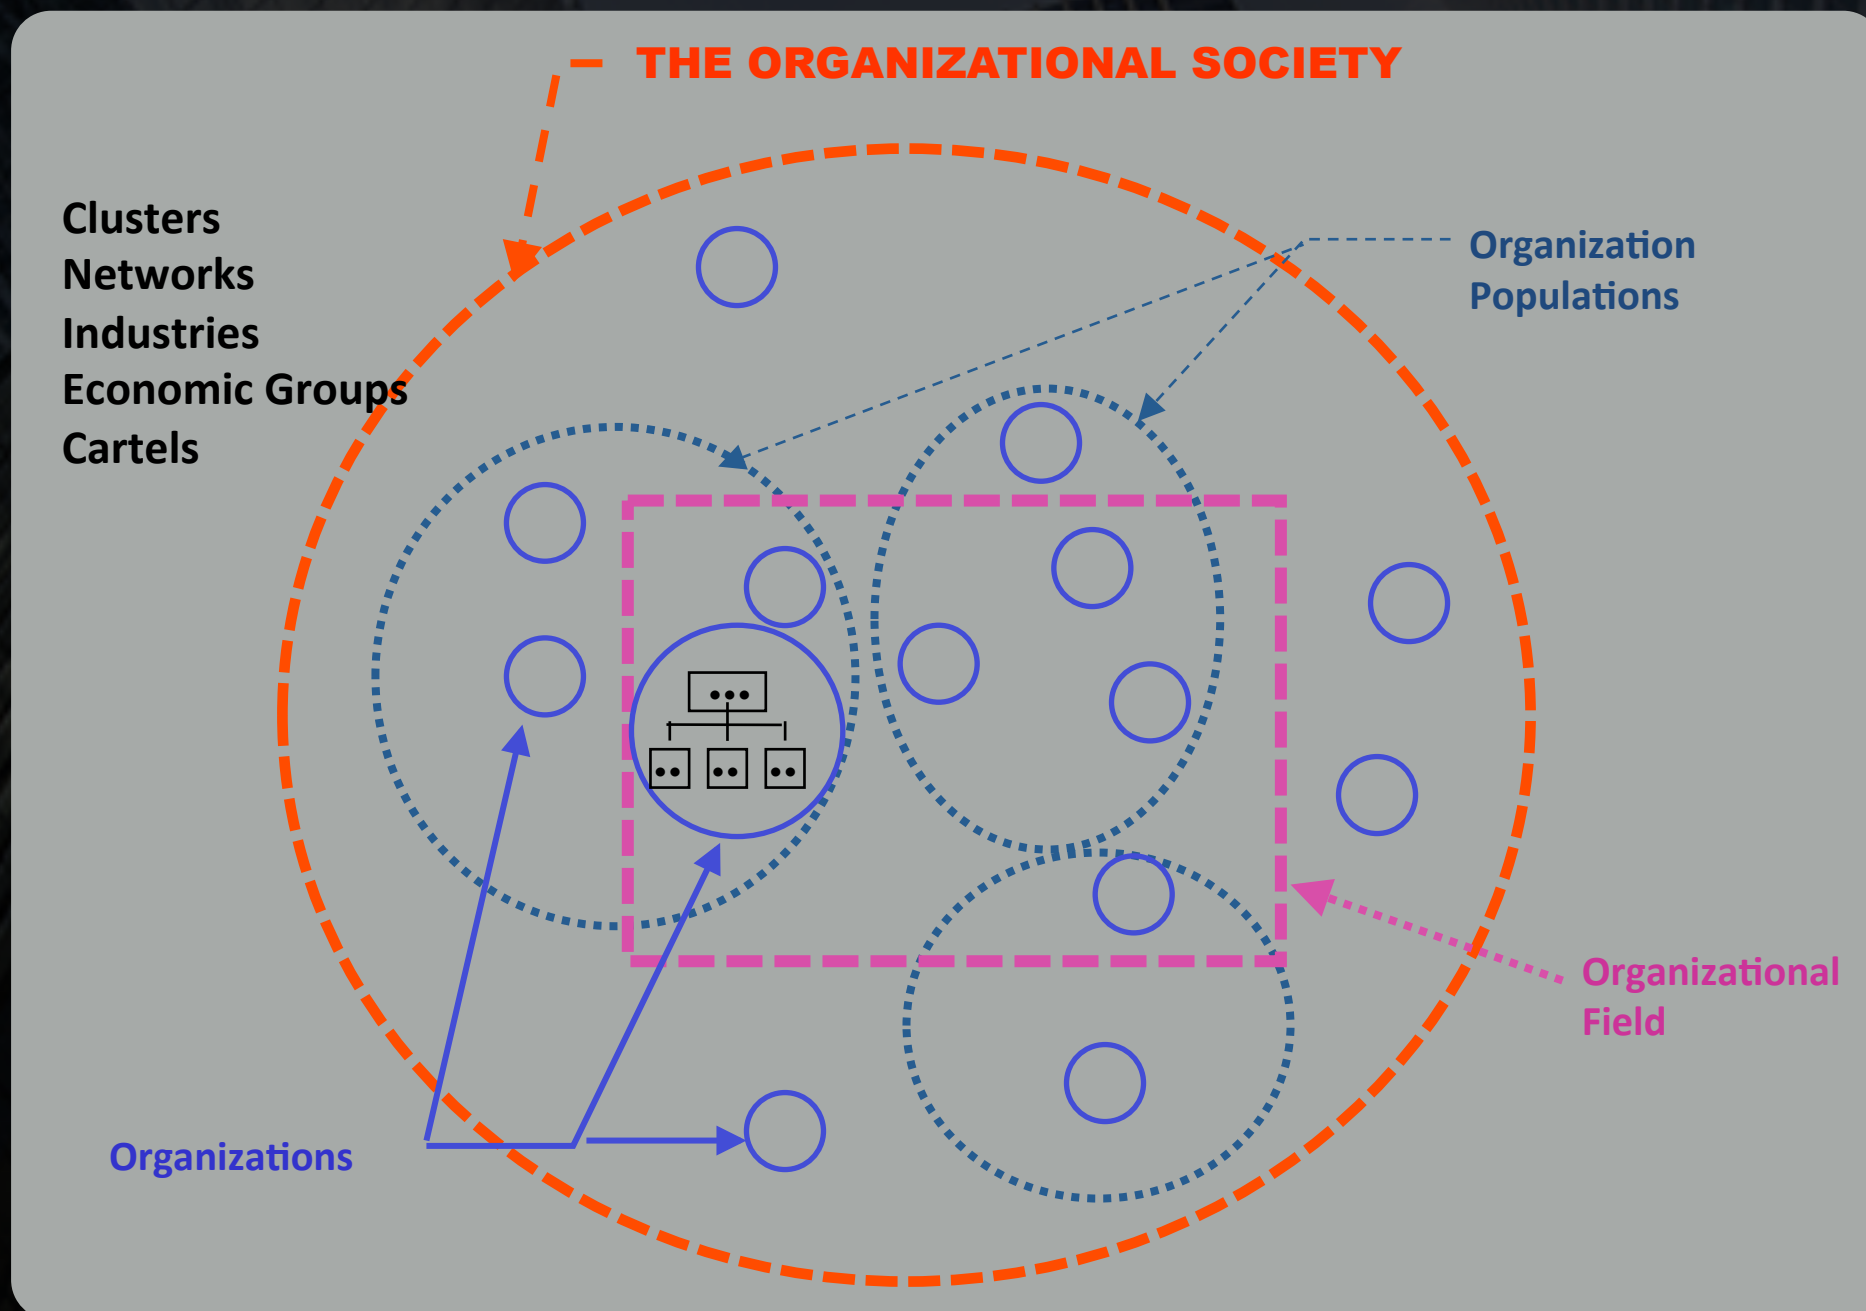 THE ORGANIZATIONAL SOCIETY
Clusters
Networks
Industries
Economic Groups
Cartels
Organization
Populations
Organizational
Field
Organizations